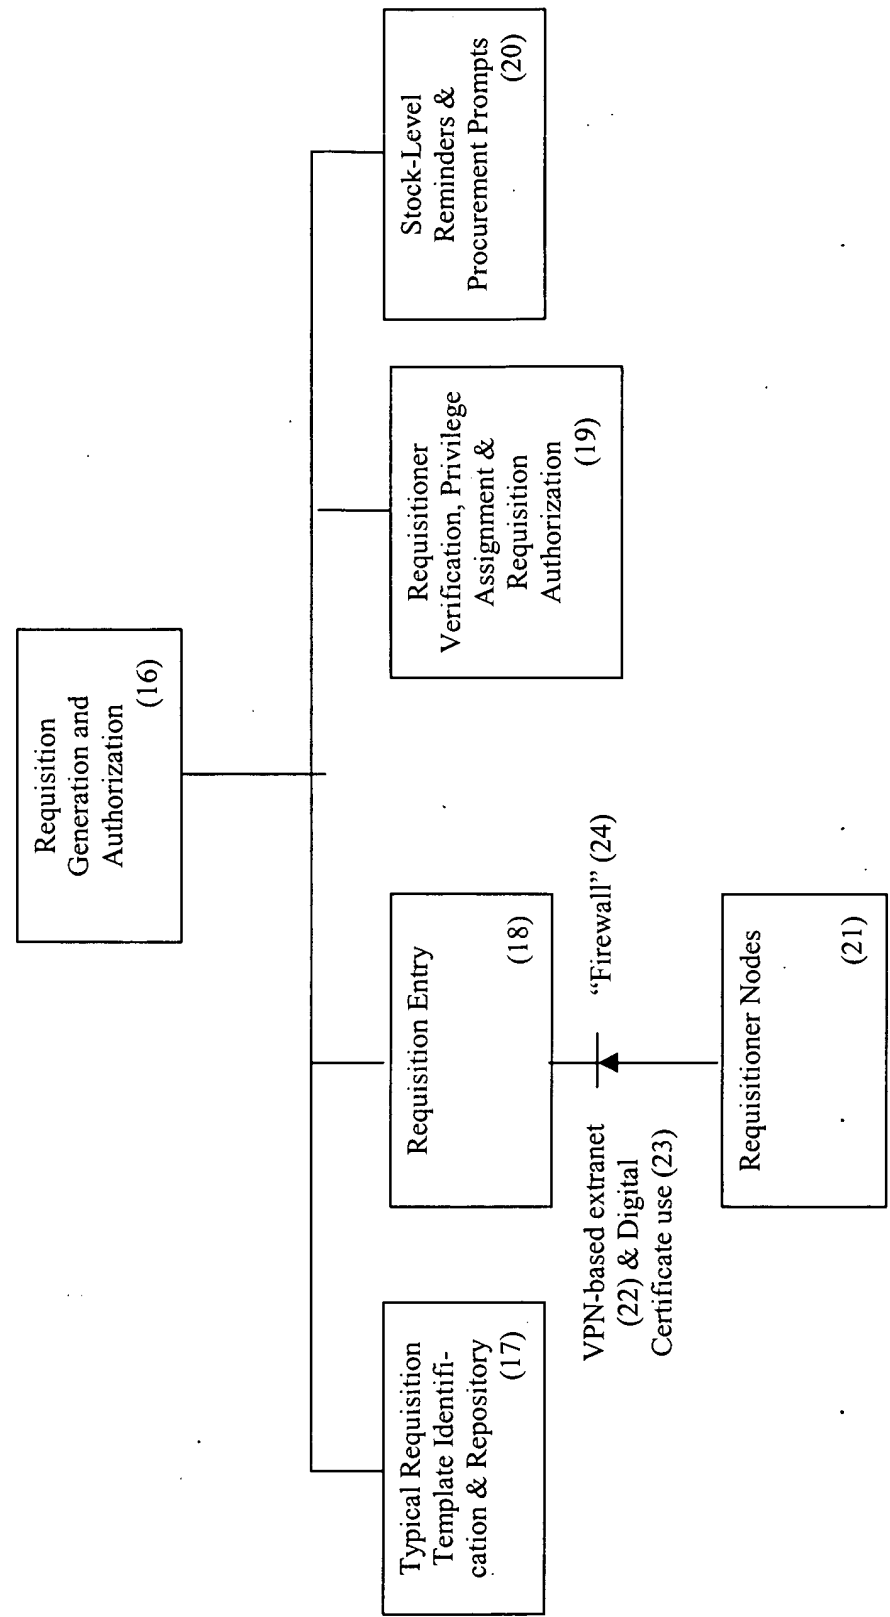 Requisition
Generation and
Authorization
(16)
Typical Requisition
Template Identifi-
cation & Repository
(17)
Requisition Entry
(18)
Requisitioner
Verification, Privilege
Assignment &
Requisition
Authorization
(19)
Stock-Level
Reminders &
Procurement Prompts
(20)
VPN-based extranet
(22) & Digital
Certificate use (23)
“Firewall” (24)
Requisitioner Nodes
(21)